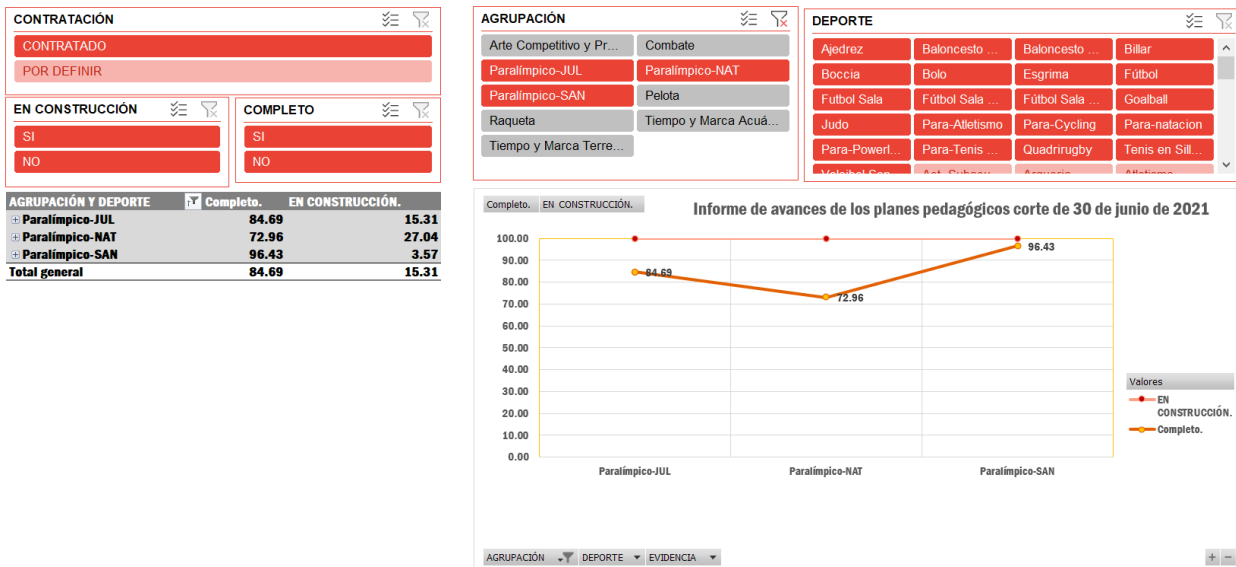 CONTRATACIÓN
CONTRATADO
POR DEFINIR
EN CONSTRUCCIÓN
SI
NO
COMPLETO
SI
NO
AGRUPACIÓN
Arte Competitivo y Pr... Combate
Paralímpico-JUL Paralímpico-NAT
Paralímpico-SAN Pelota
Raqueta Tiempo y Marca Acuá...
Tiempo y Marca Terre...
DEPORTE
Ajedrez Baloncesto ... Baloncesto ... Billar
Boccia Bolo Esgrima Fútbol
Futbol Sala Fútbol Sala ... Fútbol Sala ... Goalball
Judo Para-Atletismo Para-Cycling Para-natacion
Para-Powerl... Para-Tenis ... Quadrirugby Tenis en Sill...
AGRUPACIÓN Y DEPORTE Completo. EN CONSTRUCCIÓN.
Paralímpico-JUL 84.69 15.31
Paralímpico-NAT 72.96 27.04
Paralímpico-SAN 96.43 3.57
Total general 84.69 15.31
Completo. EN CONSTRUCCIÓN.
Informe de avances de los planes pedagógicos corte de 30 de junio de 2021
100.00
90.00
80.00
70.00
60.00
50.00
40.00
30.00
20.00
10.00
0.00
84.69
72.96
96.43
Paralímpico-JUL Paralímpico-NAT Paralímpico-SAN
Valores
EN
CONSTRUCCIÓN.
Completo.
AGRUPACIÓN DEPORTE EVIDENCIA